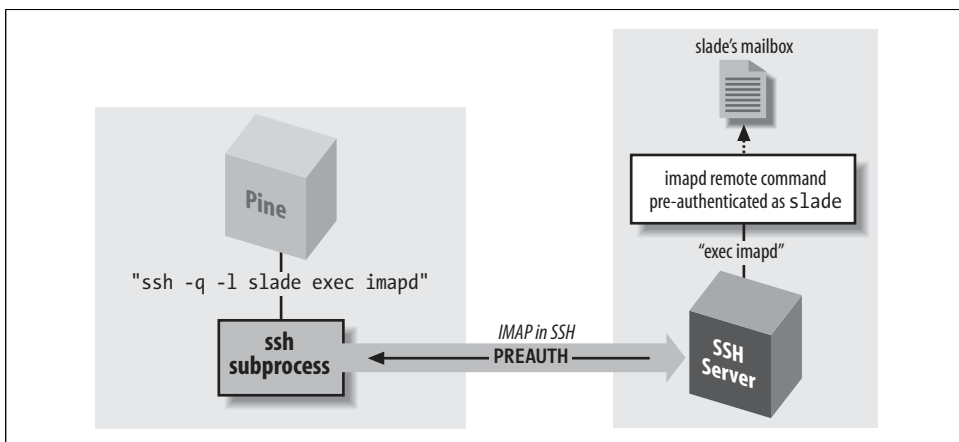 slade's mailbox
Pine
imapd remote command
pre-authenticated as slade
"ssh -q -l slade exec imapd"
“exec imapd”
ssh
subprocess
IMAP in SSH
PREAUTH
SSH
Server